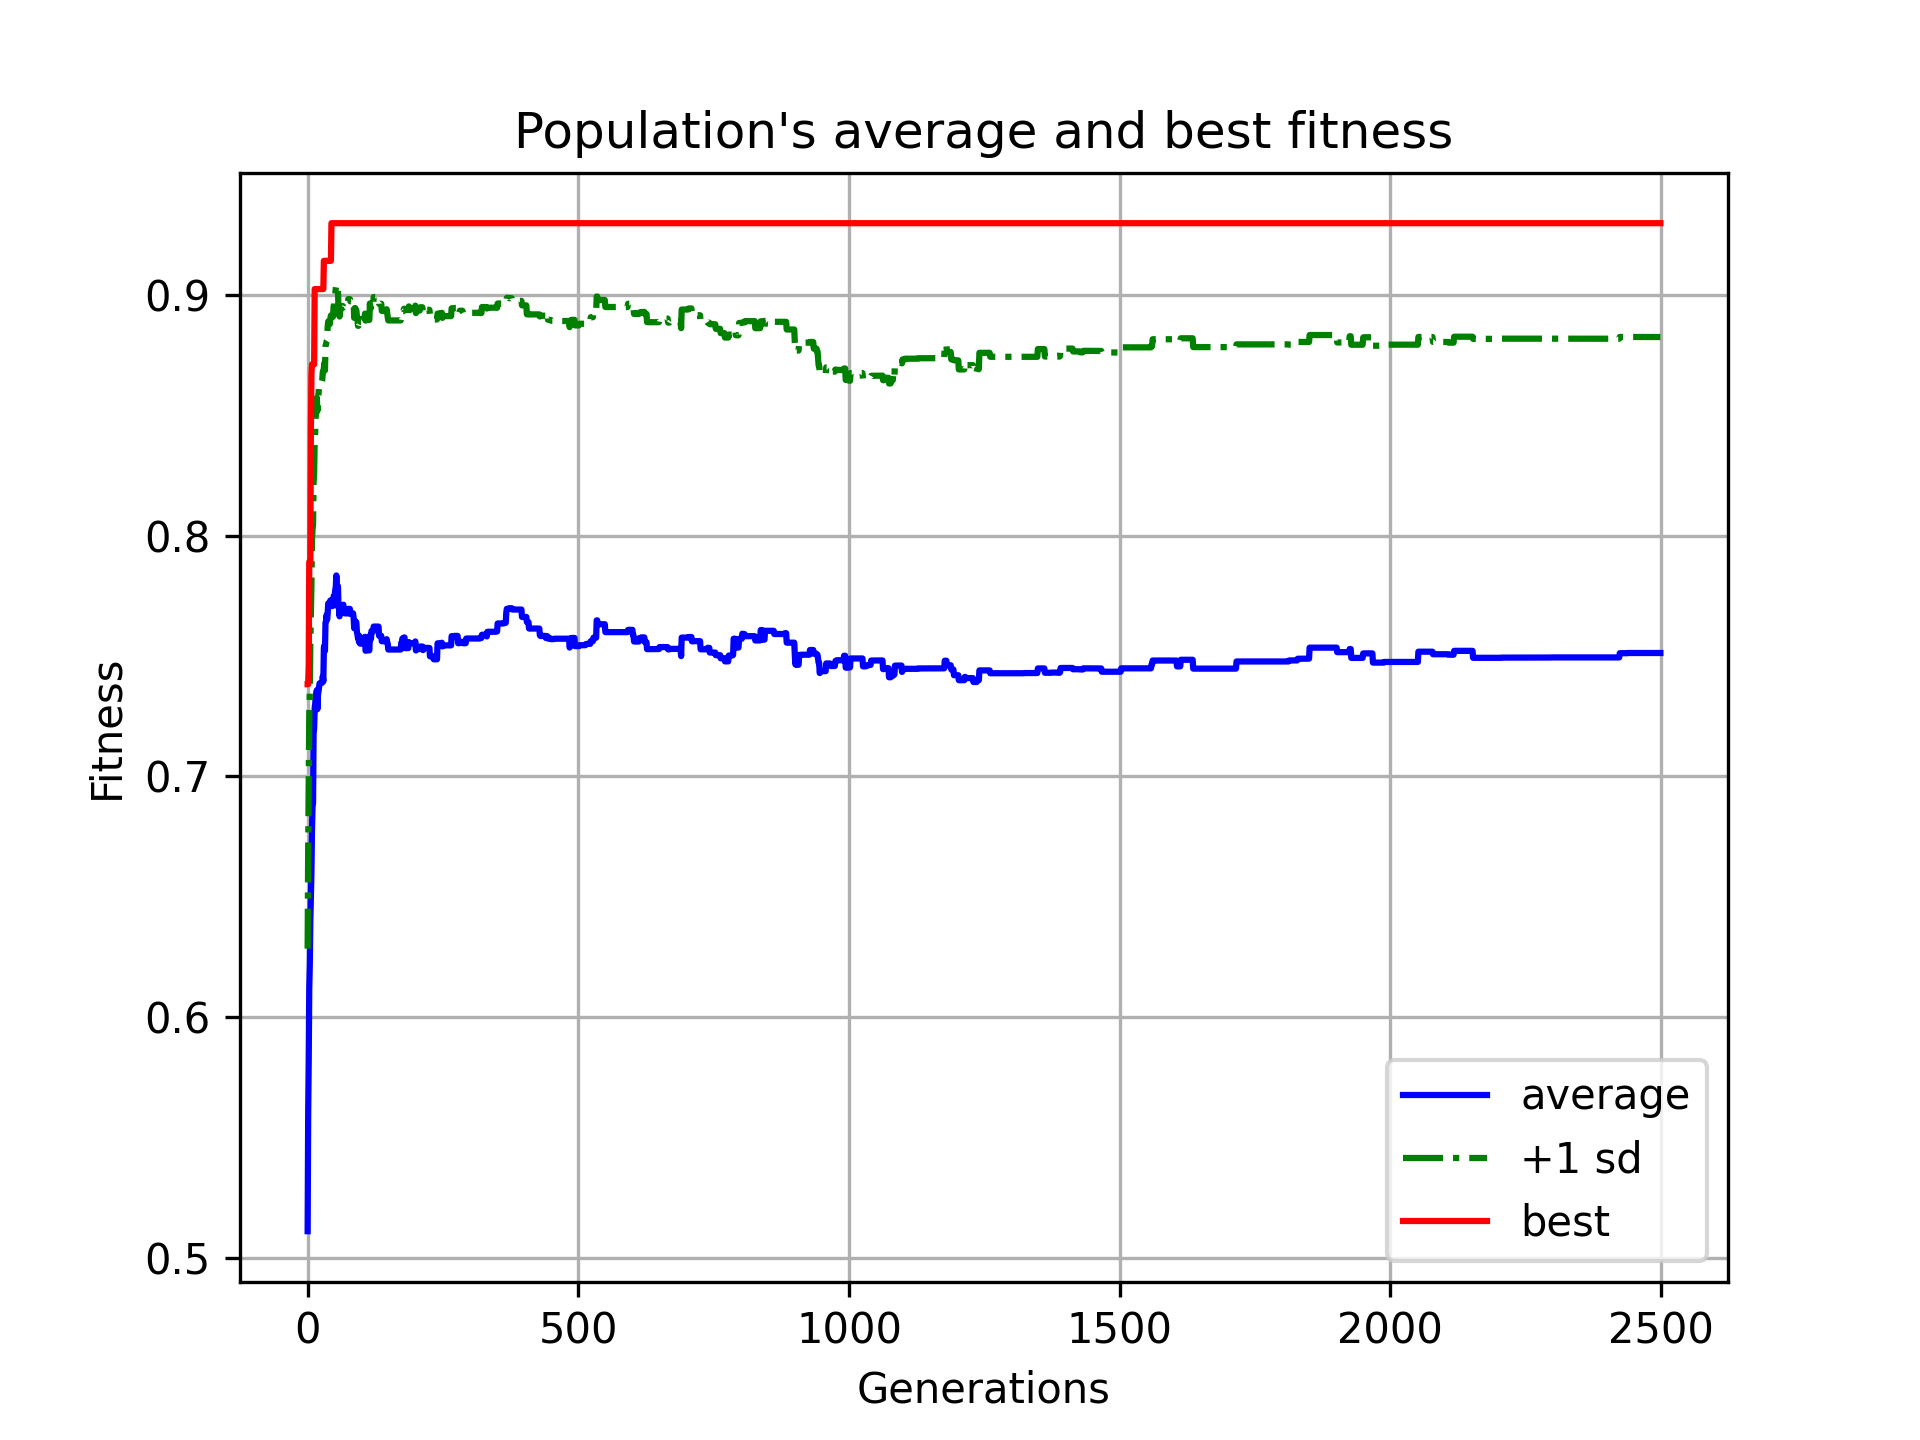 Population's average and best fitness
Fitness
0.9
0.8
0.7
0.6
0.5
0 500 1000 1500 2000 2500
Generations
average
+1 sd
best